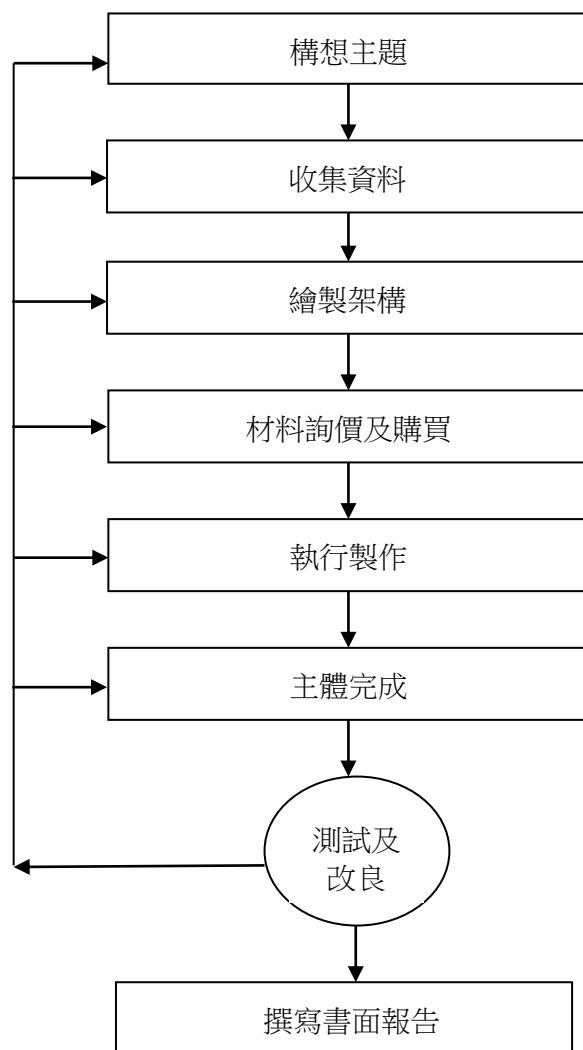 構想主題
收集資料
繪製架構
材料詢價及購買
執行製作
主體完成
測試及
改良
撰寫書面報告